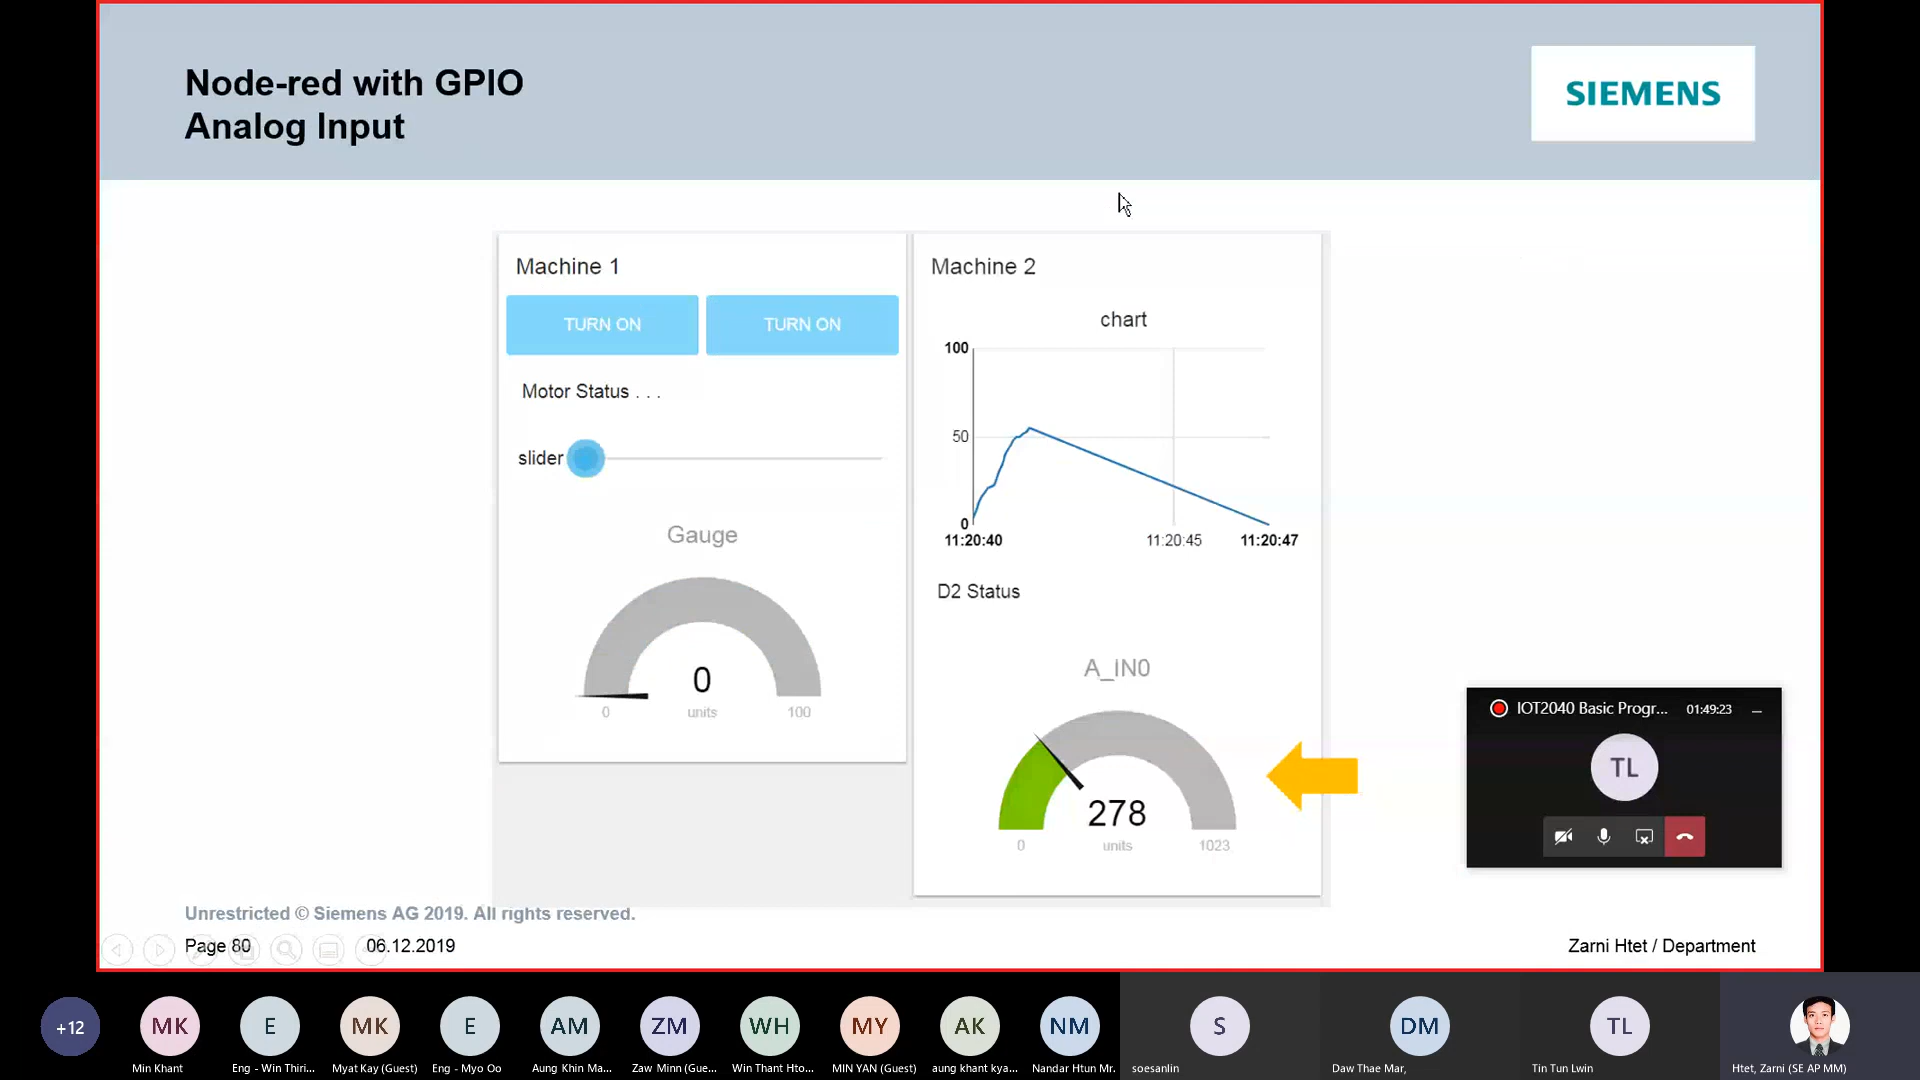 Node-red with GPIO
Analog Input
SIEMENS
Machine 1
TURN ON
TURN ON
Motor Status . . .
slider
Gauge
0
0
units
100
Machine 2
chart
100
50
0
11:20:40
11:20:45
11:20:47
D2 Status
A_IN0
278
0
units
1023
IOT2040 Basic Progr...
01:49:23
TL
Unrestricted © Siemens AG 2019. All rights reserved.
Page 80
06.12.2019
Zarni Htet / Department
+12
MK
E
MK
E
AM
ZM
WH
MY
AK
NM
S
DM
TL
Min Khant
Eng - Win Thiri...
Myat Kay (Guest)
Eng - Myo Oo
Aung Khin Ma...
Zaw Minn (Gue...
Win Thant Hto...
MIN YAN (Guest)
aung khant kya...
Nandar Htun Mr.
soesanlin
Daw Thae Mar,
Tin Tun Lwin
Htet, Zarni (SE AP MM)